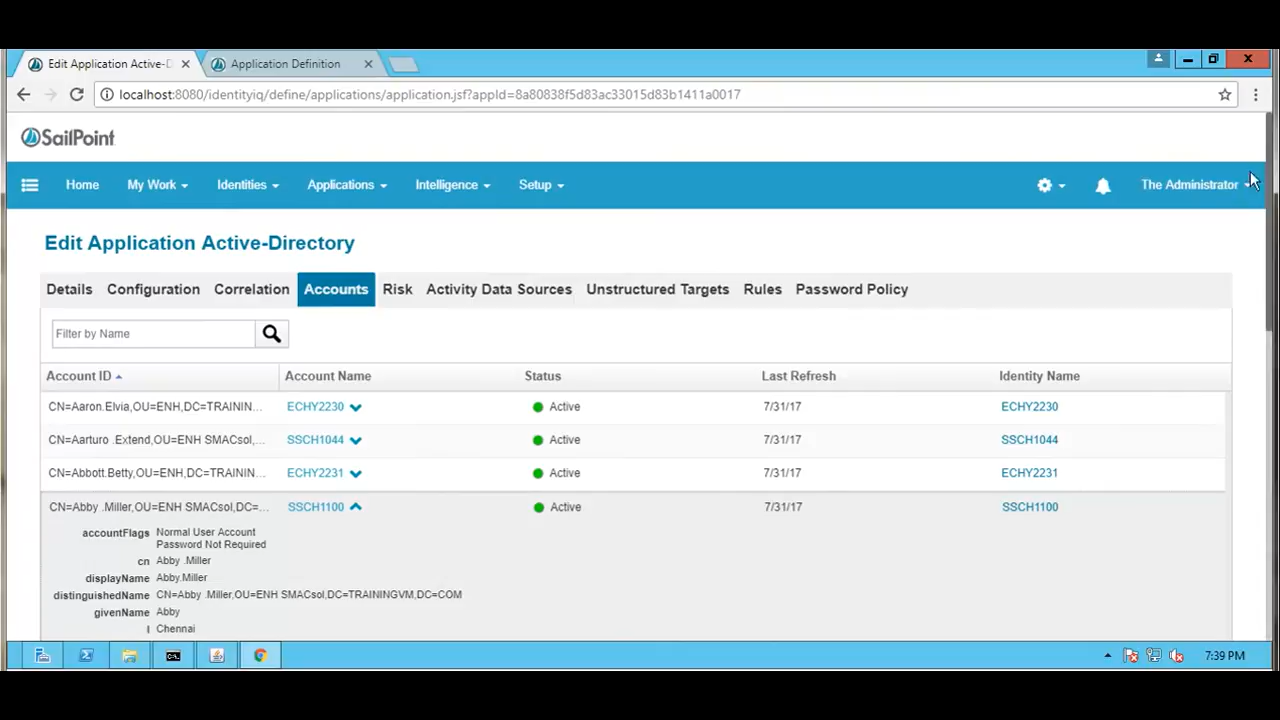 Edit Application Active-D
Application Definition
localhost:8080/identityiq/define/applications/application.jsf?appId=8a80838f5d83ac33015d83b1411a0017
SailPoint
Home My Work Identities Applications Intelligence Setup The Administrator
Edit Application Active-Directory
Details Configuration Correlation Accounts Risk Activity Data Sources Unstructured Targets Rules Password Policy
Filter by Name
Account ID Account Name Status Last Refresh Identity Name
CN=Aaron.Elvia,OU=ENH,DC=TRAININ... ECHY2230 Active 7/31/17 ECHY2230
CN=Aarturo .Extend,OU=ENH SMACsol,... SSCH1044 Active 7/31/17 SSCH1044
CN=Abbott.Betty,OU=ENH,DC=TRAININ... ECHY2231 Active 7/31/17 ECHY2231
CN=Abby .Miller,OU=ENH SMACsol,DC=... SSCH1100 Active 7/31/17 SSCH1100
accountFlags Normal User Account
Password Not Required
cn Abby .Miller
displayName Abby.Miller
distinguishedName CN=Abby .Miller,OU=ENH SMACsol,DC=TRAININGVM,DC=COM
givenName Abby
l Chennai
7:39 PM